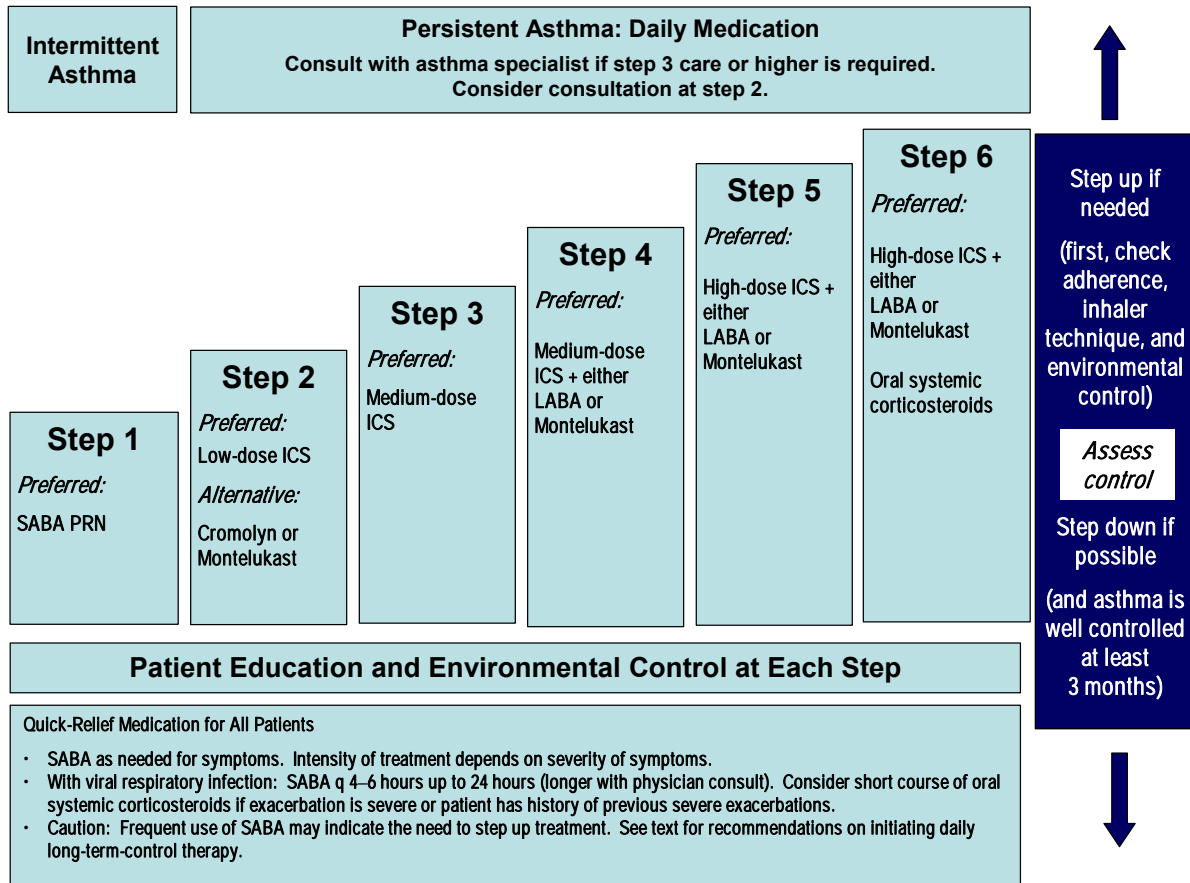 Intermittent
Asthma
Persistent Asthma: Daily Medication
Consult with asthma specialist if step 3 care or higher is required.
Consider consultation at step 2.
Step 1
Preferred:
SABA PRN
Step 2
Preferred:
Low-dose ICS
Alternative:
Cromolyn or
Montelukast
Step 3
Preferred:
Medium-dose
ICS
Step 4
Preferred:
Medium-dose
ICS + either
LABA or
Montelukast
Step 5
Preferred:
High-dose ICS +
either
LABA or
Montelukast
Step 6
Preferred:
High-dose ICS +
either
LABA or
Montelukast
Oral systemic
corticosteroids
Step up if
needed
(first, check
adherence,
inhaler
technique, and
environmental
control)
Assess
control
Step down if
possible
(and asthma is
well controlled
at least
3 months)
Patient Education and Environmental Control at Each Step
Quick-Relief Medication for All Patients
• SABA as needed for symptoms. Intensity of treatment depends on severity of symptoms.
• With viral respiratory infection: SABA q 4–6 hours up to 24 hours (longer with physician consult). Consider short course of oral
systemic corticosteroids if exacerbation is severe or patient has history of previous severe exacerbations.
• Caution: Frequent use of SABA may indicate the need to step up treatment. See text for recommendations on initiating daily
long-term-control therapy.